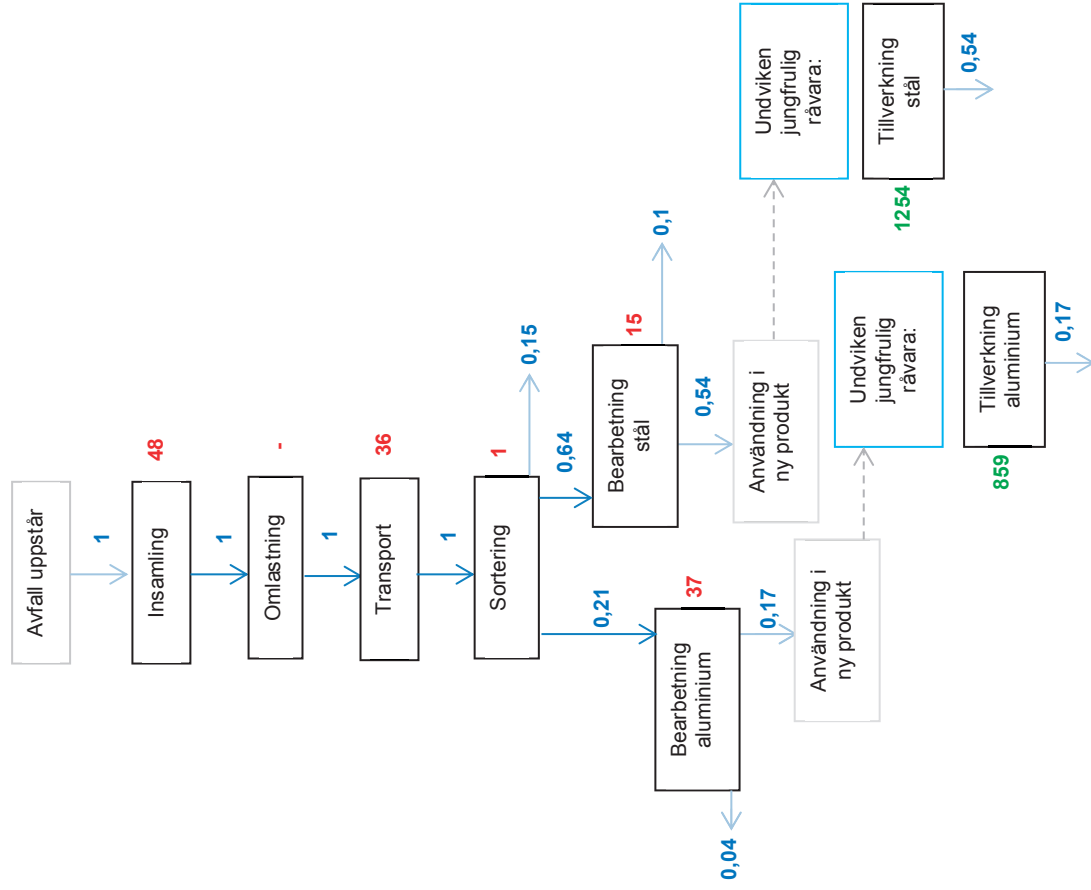 Avfall uppstår
1
Insamling
48
1
Omlastning
-
1
Transport
36
1
Sortering
1
0,15
0,64
0,21
Bearbetning
stål
15
0,1
0,54
Användning i
ny produkt
Undviken
jungfrulig
råvara:
Tillverkning
stål
1254
0,54
Bearbetning
aluminium
37
0,04
0,17
Användning i
ny produkt
Undviken
jungfrulig
råvara:
Tillverkning
aluminium
859
0,17